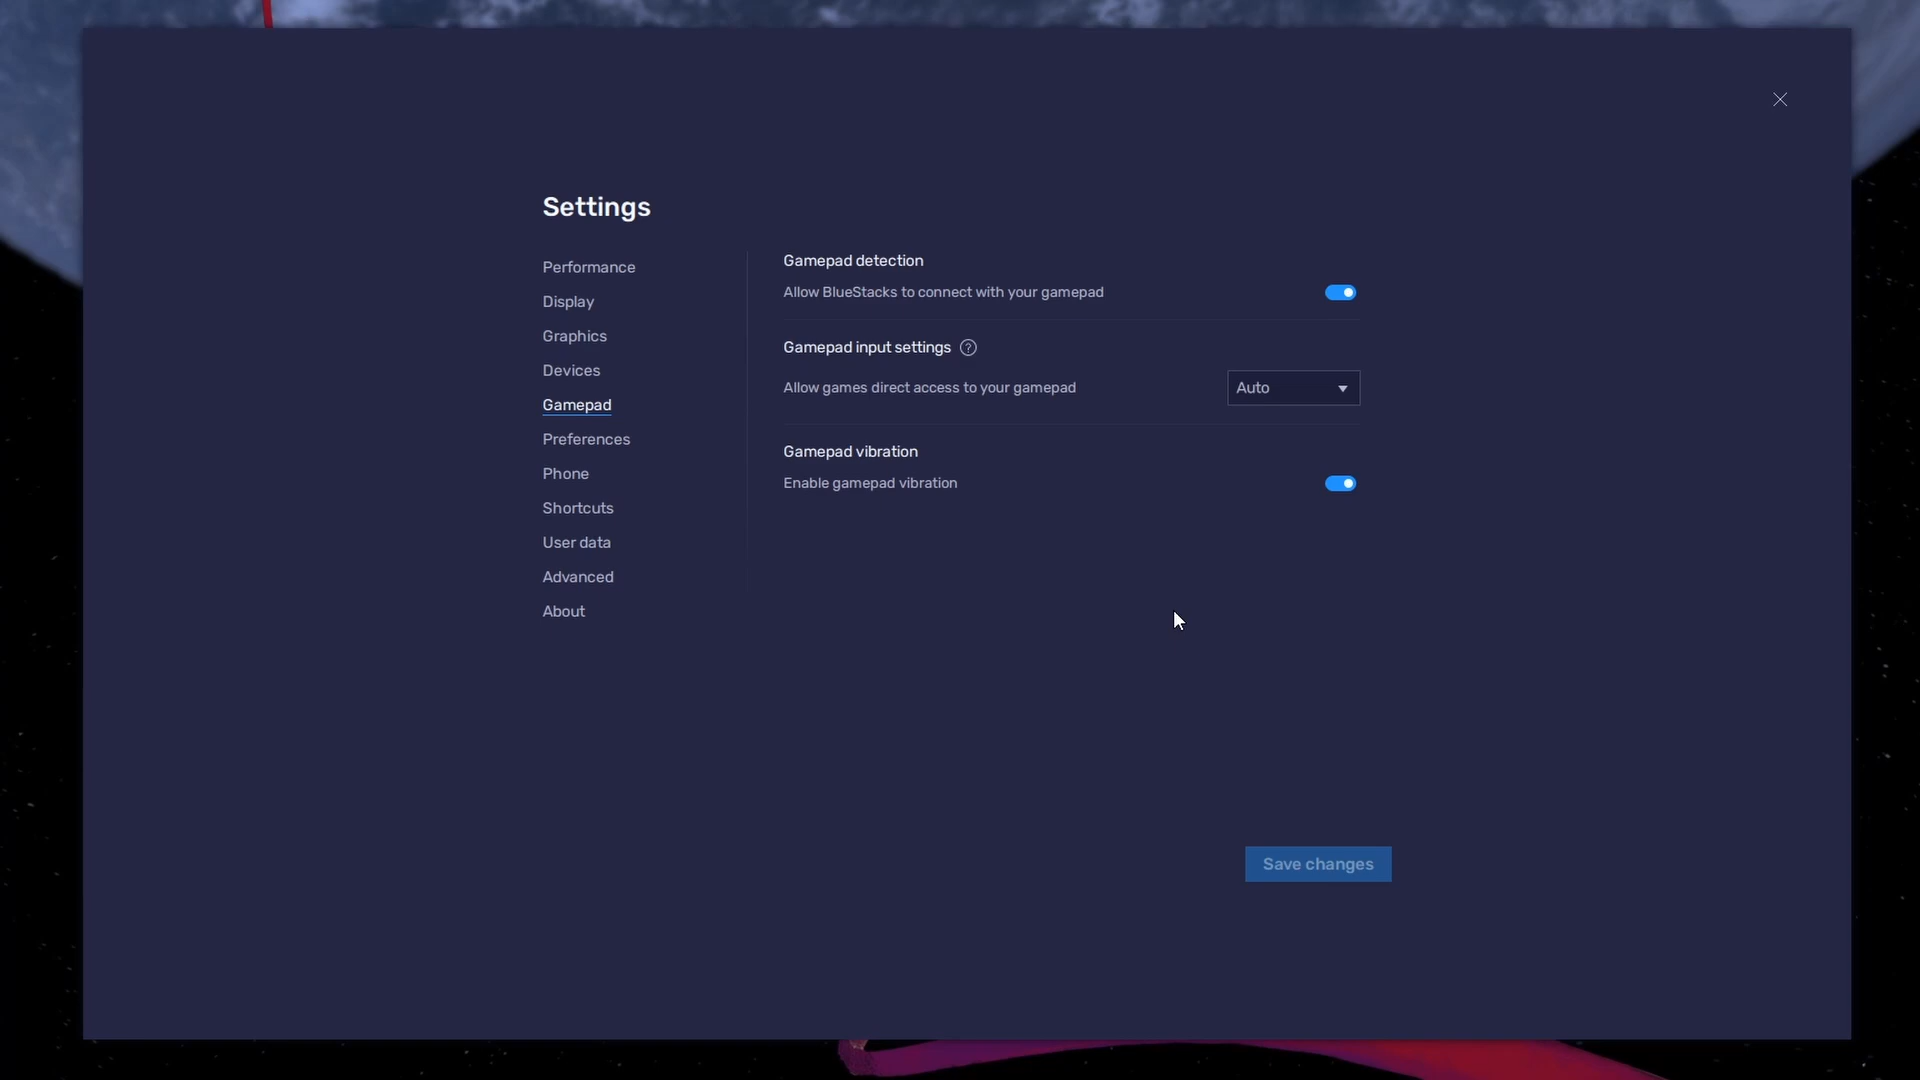 Settings
Performance
Display
Graphics
Devices
Gamepad
Preferences
Phone
Shortcuts
User data
Advanced
About
Gamepad detection
Allow BlueStacks to connect with your gamepad
Gamepad input settings ?
Allow games direct access to your gamepad
Auto
Gamepad vibration
Enable gamepad vibration
Save changes